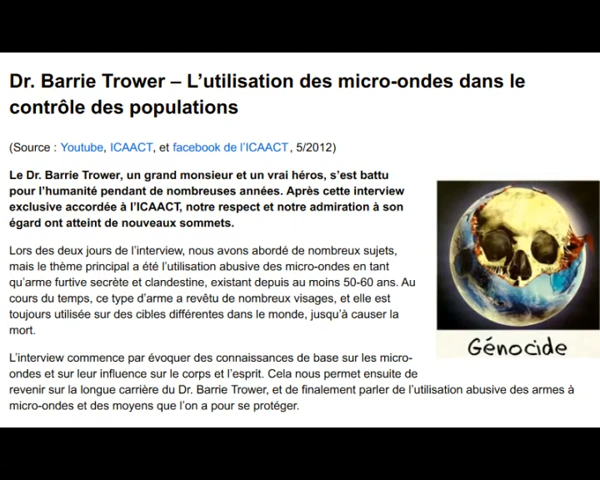 Dr. Barrie Trower – L’utilisation des micro-ondes dans le
contrôle des populations
(Source : Youtube, ICAACT, et facebook de l’ICAACT , 5/2012)
Le Dr. Barrie Trower, un grand monsieur et un vrai héros, s’est battu
pour l’humanité pendant de nombreuses années. Après cette interview
exclusive accordée à l’ICAACT, notre respect et notre admiration à son
égard ont atteint de nouveaux sommets.
Lors des deux jours de l’interview, nous avons abordé de nombreux sujets,
mais le thème principal a été l’utilisation abusive des micro-ondes en tant
qu’arme furtive secrète et clandestine, existant depuis au moins 50-60 ans. Au
cours du temps, ce type d’arme a revêtu de nombreux visages, et elle est
toujours utilisée sur des cibles différentes dans le monde, jusqu’à causer la
mort.
Génocide
L’interview commence par évoquer des connaissances de base sur les micro-
ondes et sur leur influence sur le corps et l’esprit. Cela nous permet ensuite de
revenir sur la longue carrière du Dr. Barrie Trower, et de finalement parler de l’utilisation abusive des armes à
micro-ondes et des moyens que l’on a pour se protéger.